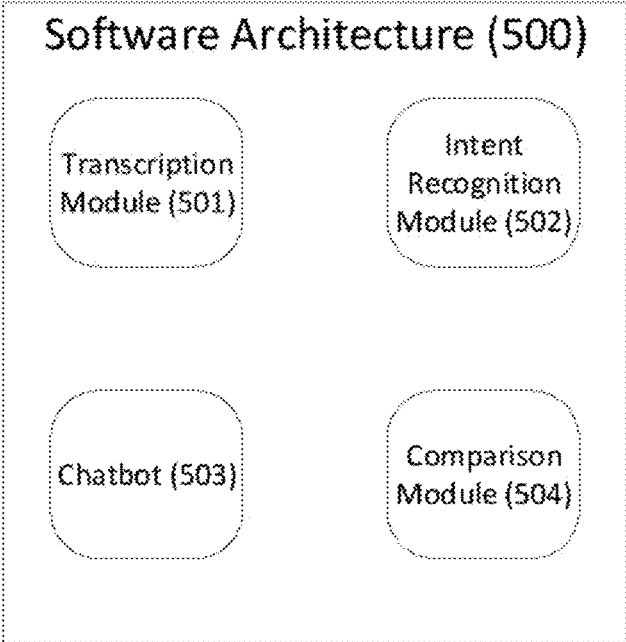 Software Architecture (500)
Transcription
Module (501)
Intent
Recognition
Module (502)
Chatbot (503)
Comparison
Module (504)